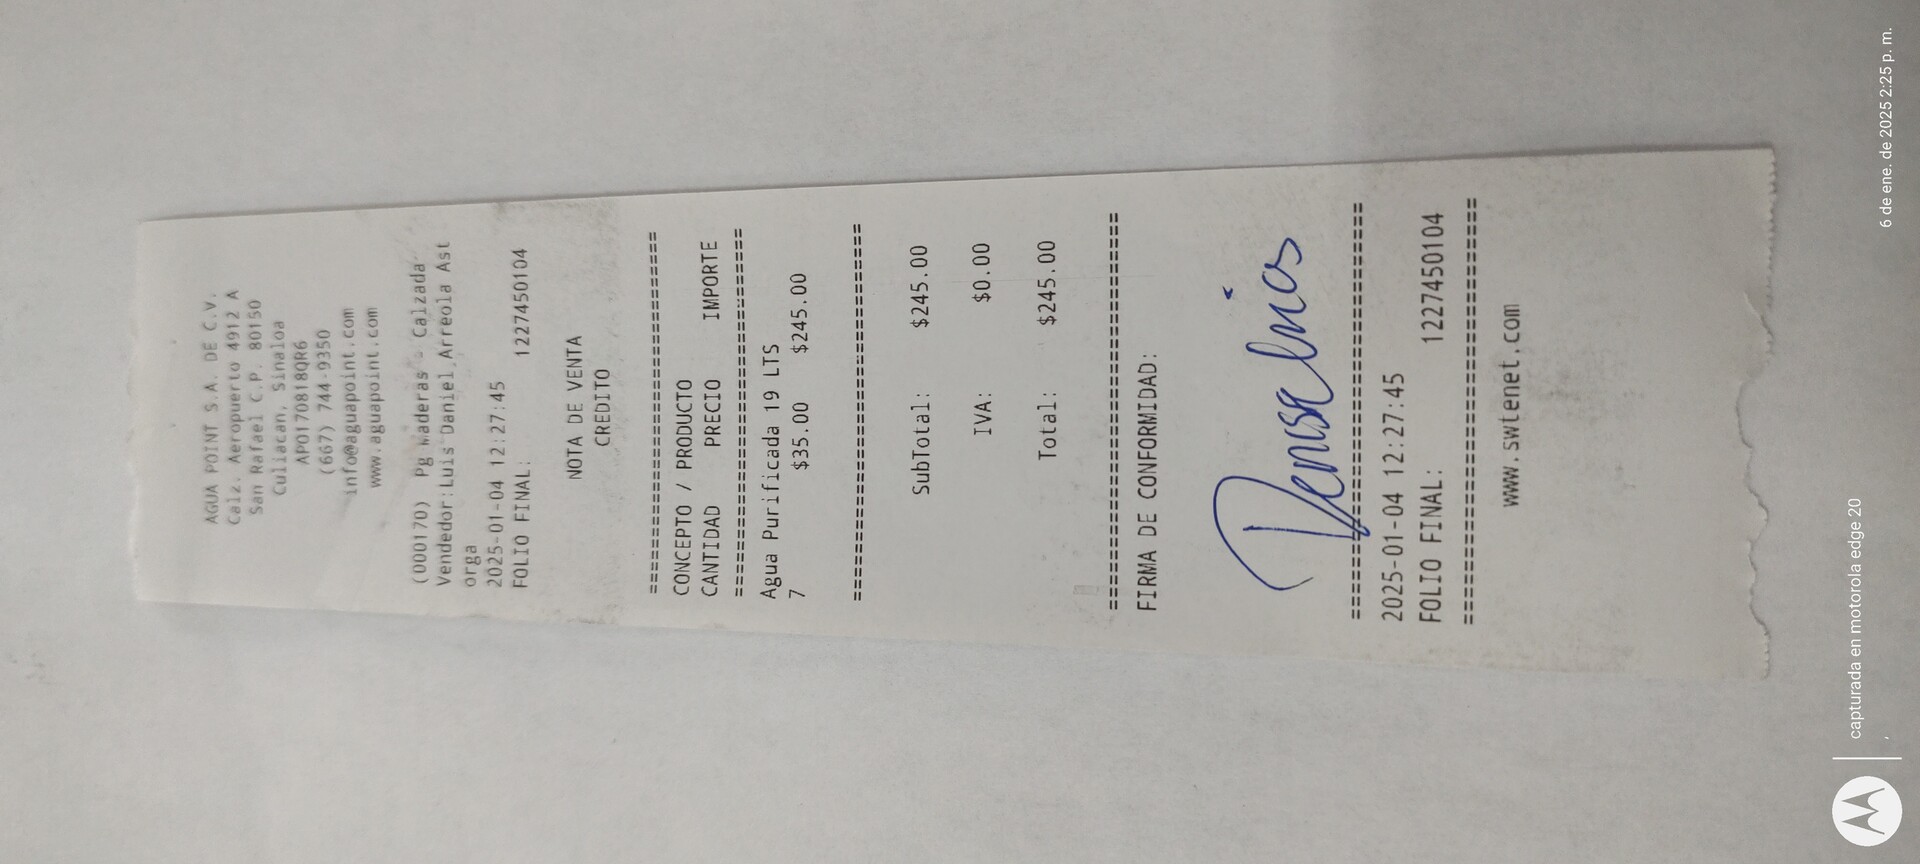 AGUA POINT S.A. DE C.V.
Calz. Aeropuerto 4912 A
San Rafael C.P. 80150
Culiacan, Sinaloa
APO170818QR6
(667) 744-9350
info@aguapoint.com
www.aguapoint.com
(000170) Pg Maderas - Calzada
Vendedor:Luis Daniel Arreola Ast
orga
2025-01-04 12:27:45
FOLIO FINAL: 1227450104
NOTA DE VENTA
CREDITO
================================
CONCEPTO / PRODUCTO
CANTIDAD PRECIO IMPORTE
================================
Agua Purificada 19 LTS
7 $35.00 $245.00
================================
SubTotal: $245.00
IVA: $0.00
Total: $245.00
================================
FIRMA DE CONFORMIDAD:
Denisse
================================
2025-01-04 12:27:45
FOLIO FINAL: 1227450104
================================
www.swtenet.com
capturada en motorola edge 20
6 de ene. de 2025 2:25 p. m.